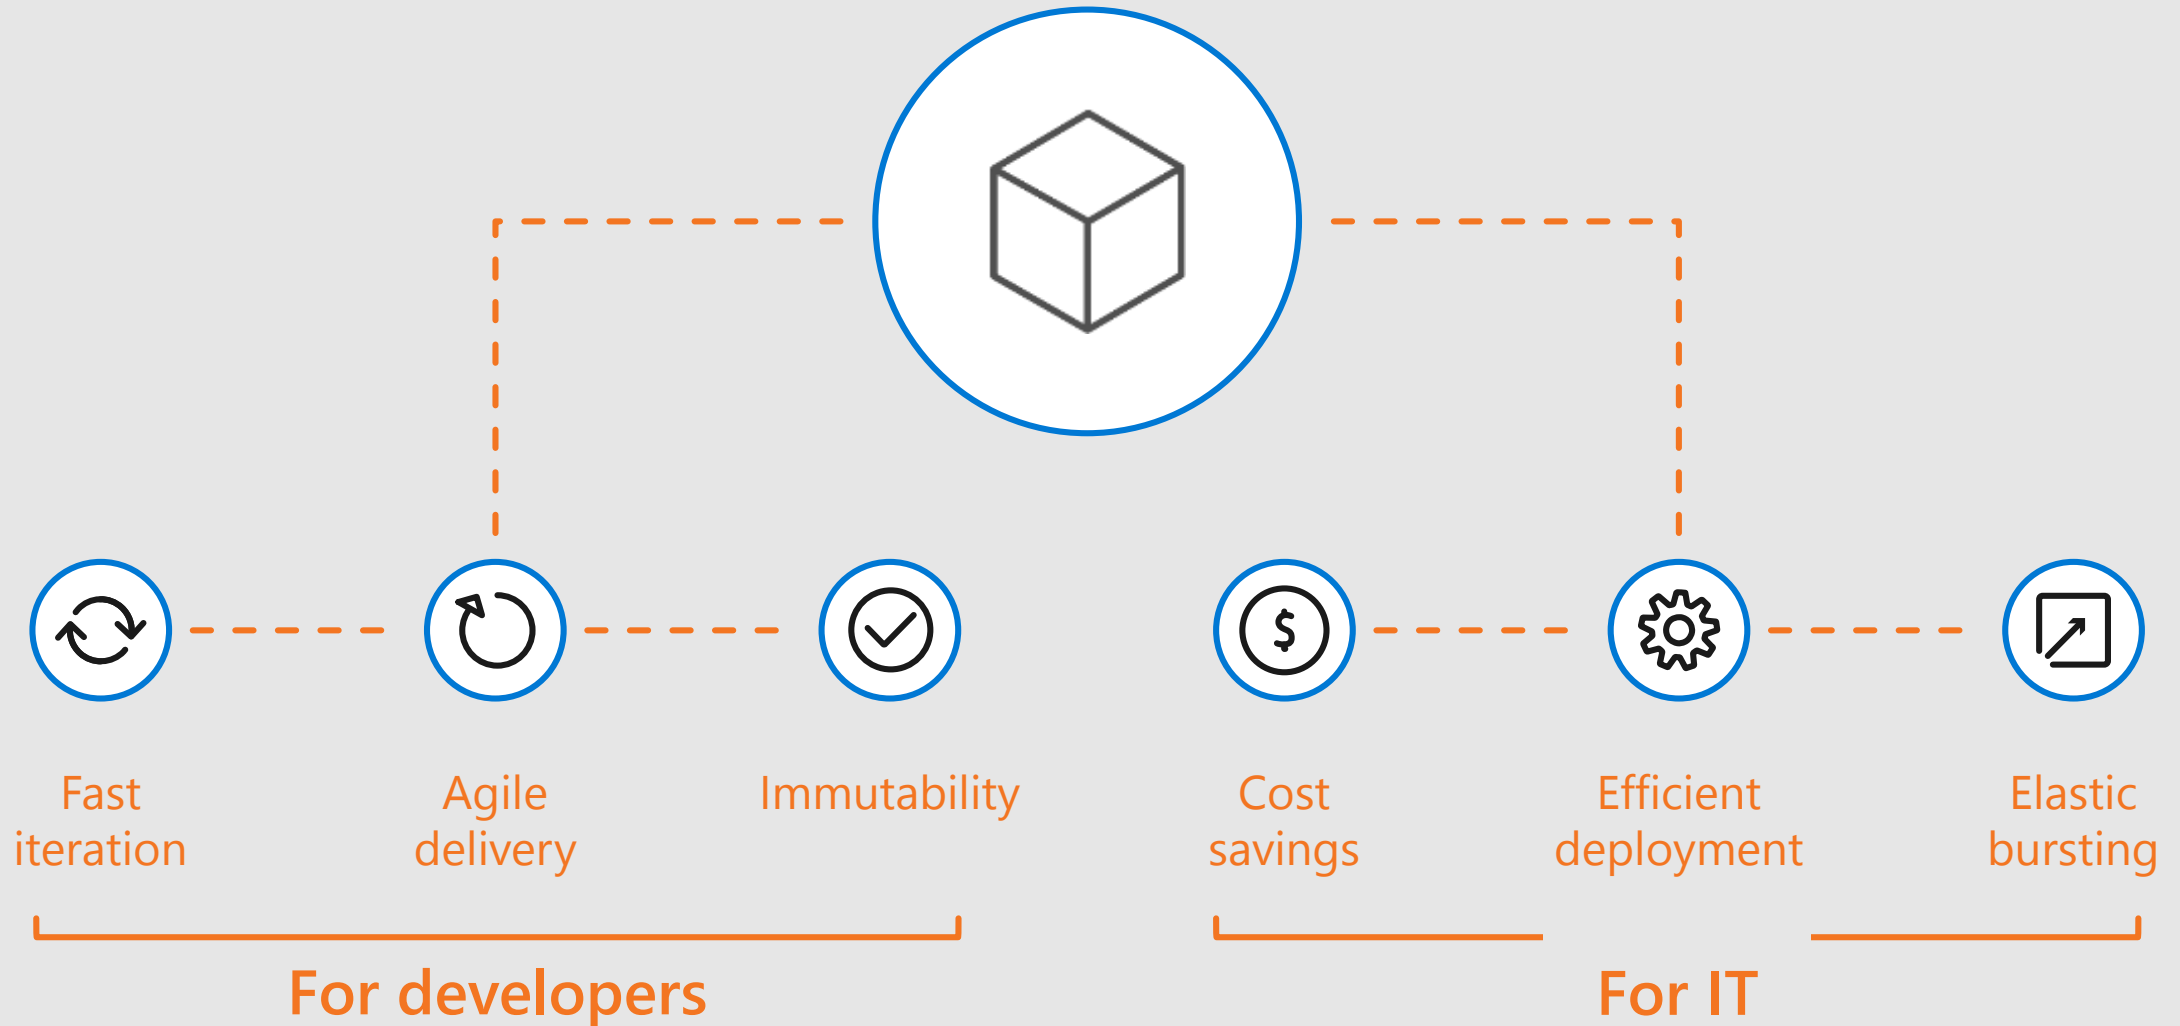 Fast
iteration
Agile
delivery
Immutability
Cost
savings
Efficient
deployment
Elastic
bursting
For developers
For IT